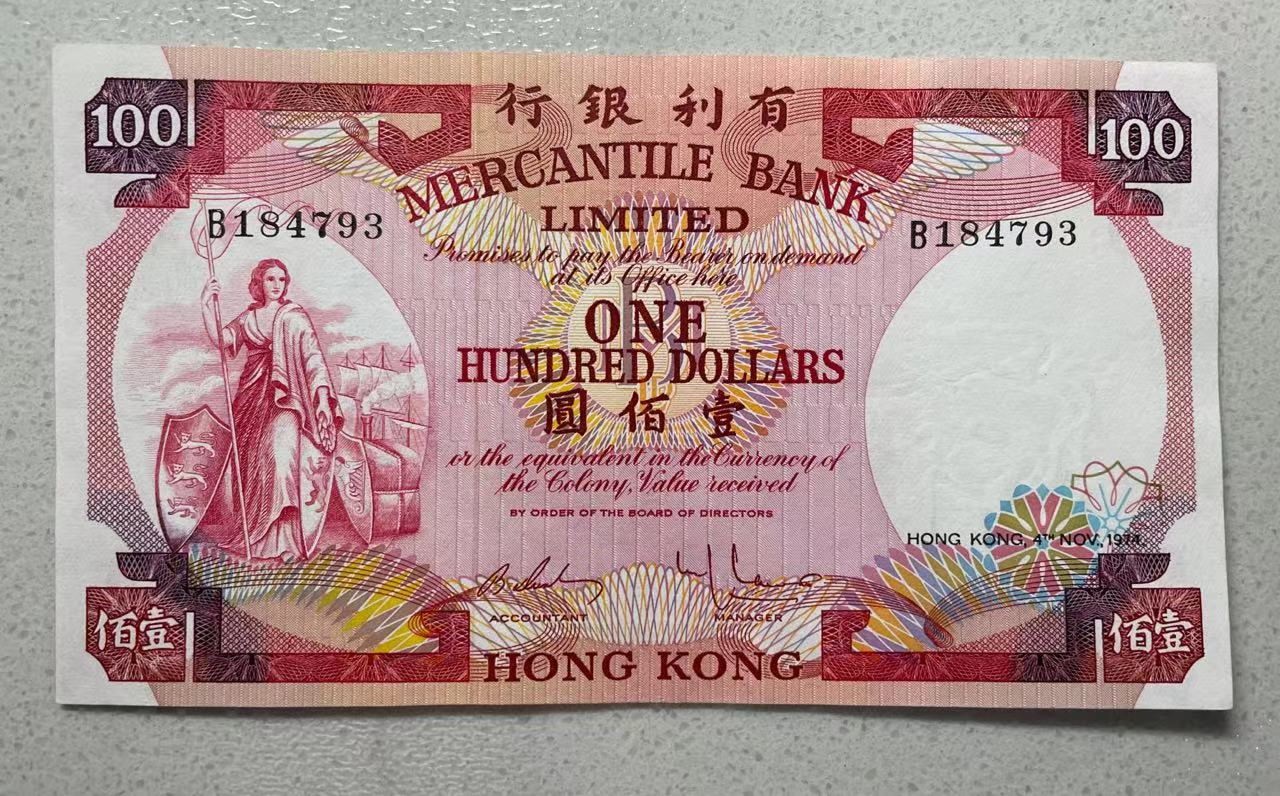 100
100
行銀利有
MERCANTILE BANK
LIMITED
B184793
B184793
Promises to pay the Bearer on demand
at its Office here
ONE
HUNDRED DOLLARS
圓佰壹
or the equivalent in the Currency of
the Colony, Value received
BY ORDER OF THE BOARD OF DIRECTORS
HONG KONG, 4TH NOV., 1974.
ACCOUNTANT
MANAGER
佰壹
佰壹
HONG KONG